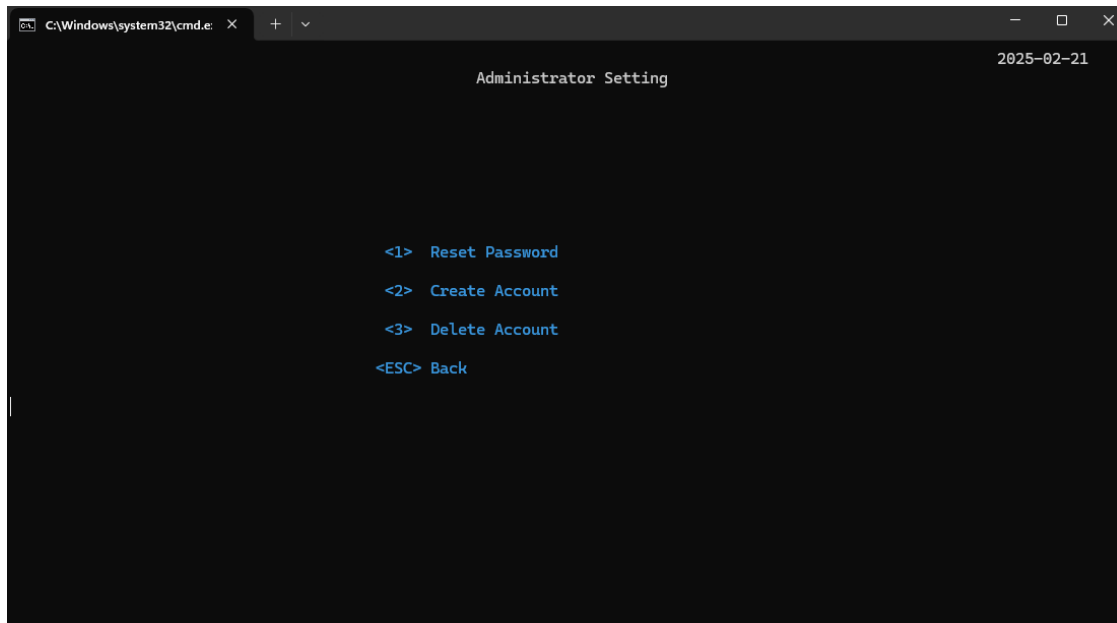 C:\Windows\system32\cmd.e:
2025-02-21
Administrator Setting
<1> Reset Password
<2> Create Account
<3> Delete Account
<ESC> Back